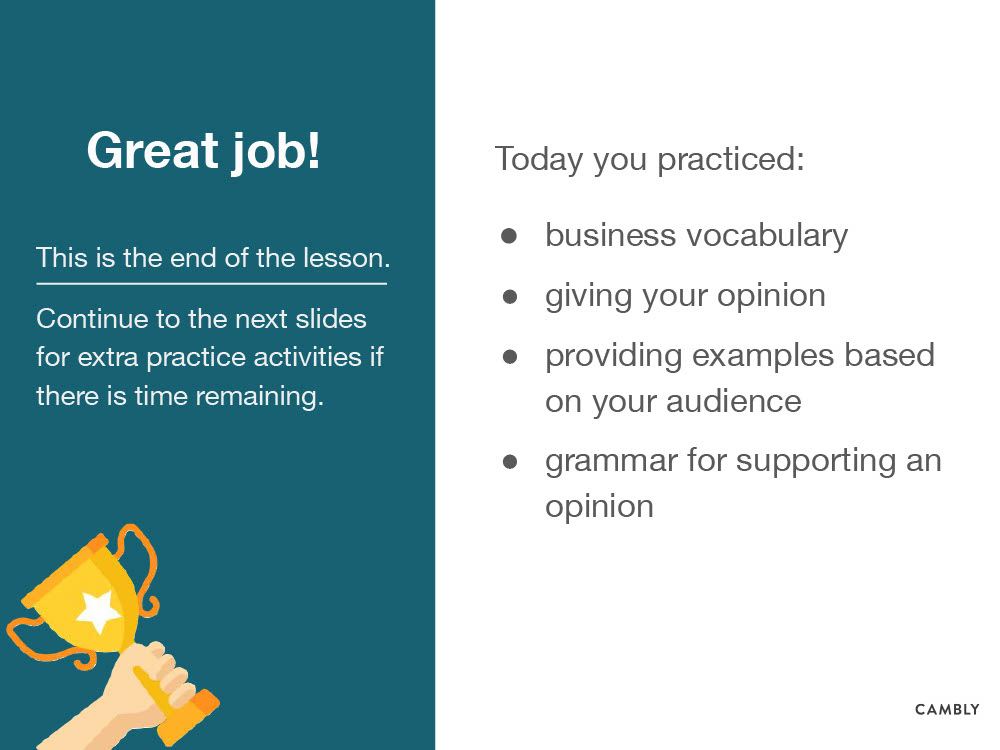 Great job!
This is the end of the lesson.
Continue to the next slides
for extra practice activities if
there is time remaining.
Today you practiced:
● business vocabulary
● giving your opinion
● providing examples based
on your audience
● grammar for supporting an
opinion
CAMBLY